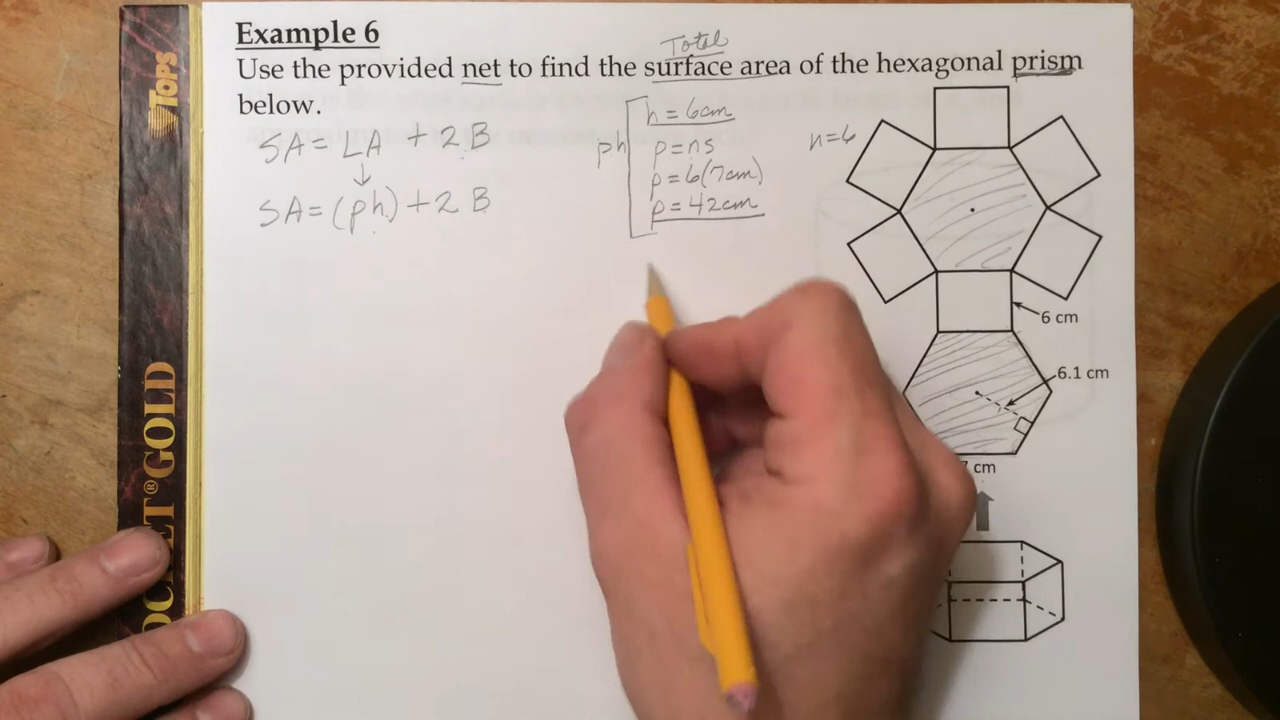 Example 6
Total
Use the provided net to find the surface area of the hexagonal prism
below.
SA = LA + 2B
SA = (ph) + 2B
ph
h = 6cm
p = ns
p = 6(7cm)
p = 42cm
n=6
6 cm
6.1 cm
cm
TOPS
DOCKET®GOLD